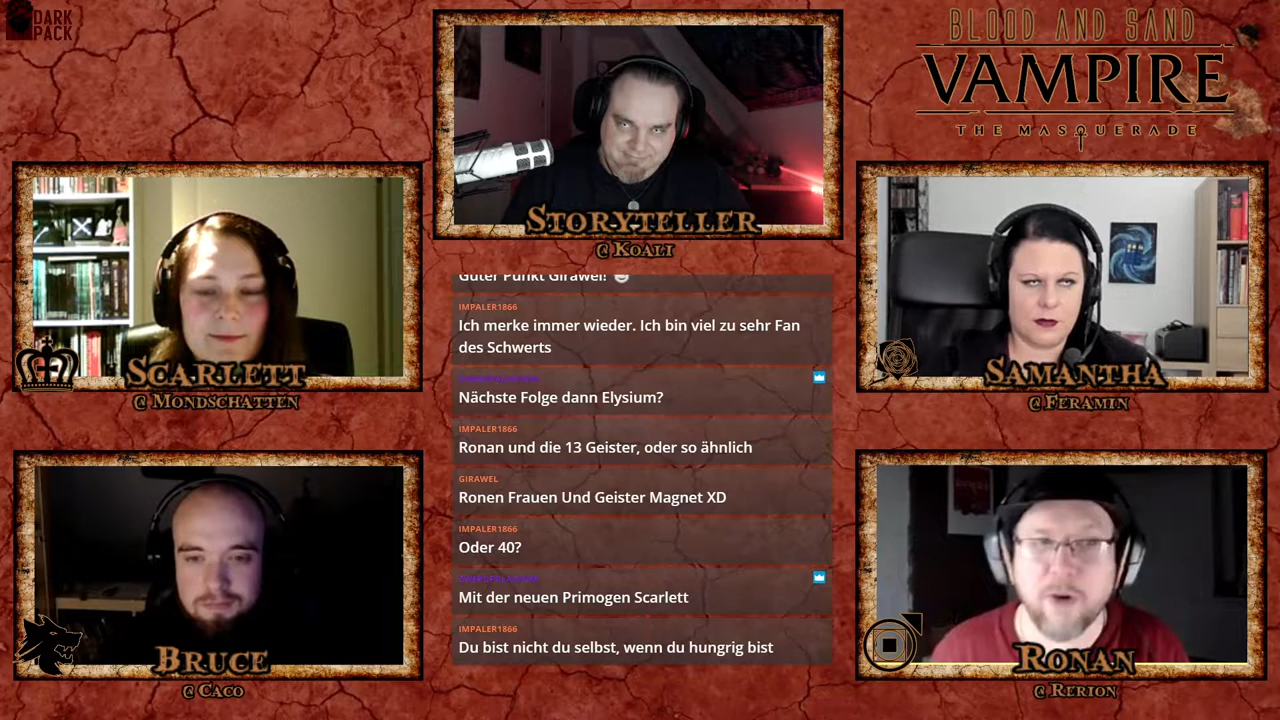 DARK
PACK
BLOOD AND SAND
VAMPIRE
THE MASQUERADE
STORYTELLER
@ KOALI
SCARLETT
@ MONDSCHATTEN
SAMANTHA
@ FERAMIN
Guter Punkt Girawel!
IMPALER1866
Ich merke immer wieder. Ich bin viel zu sehr Fan
des Schwerts
Nächste Folge dann Elysium?
IMPALER1866
Ronan und die 13 Geister, oder so ähnlich
GIRAWEL
Ronen Frauen Und Geister Magnet XD
IMPALER1866
Oder 40?
Mit der neuen Primogen Scarlett
IMPALER1866
Du bist nicht du selbst, wenn du hungrig bist
BRUCE
@ CACO
RONAN
@ RERION